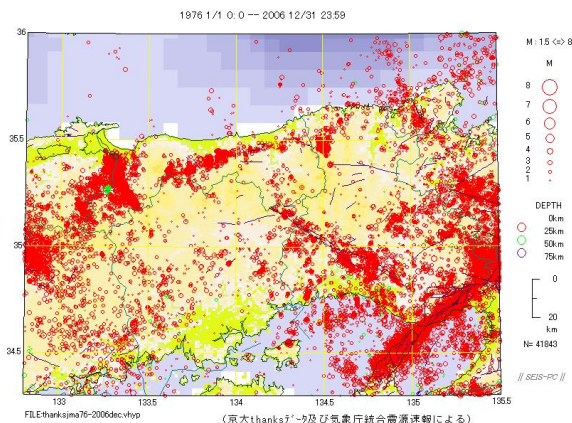 1976 1/1 0: 0 -- 2006 12/31 23:59
M : 1.5 <=> 8
M
8
7
6
5
4
3
2
1
DEPTH
0km
25km
50km
75km
0
20
km
N= 41843
// SEIS-PC //
36
35.5
35
34.5
133
133.5
134
134.5
135
135.5
FILE:thanksjma76-2006dec.vhyp
(京大thanksﾃﾞｰﾀ及び気象庁統合震源速報による)